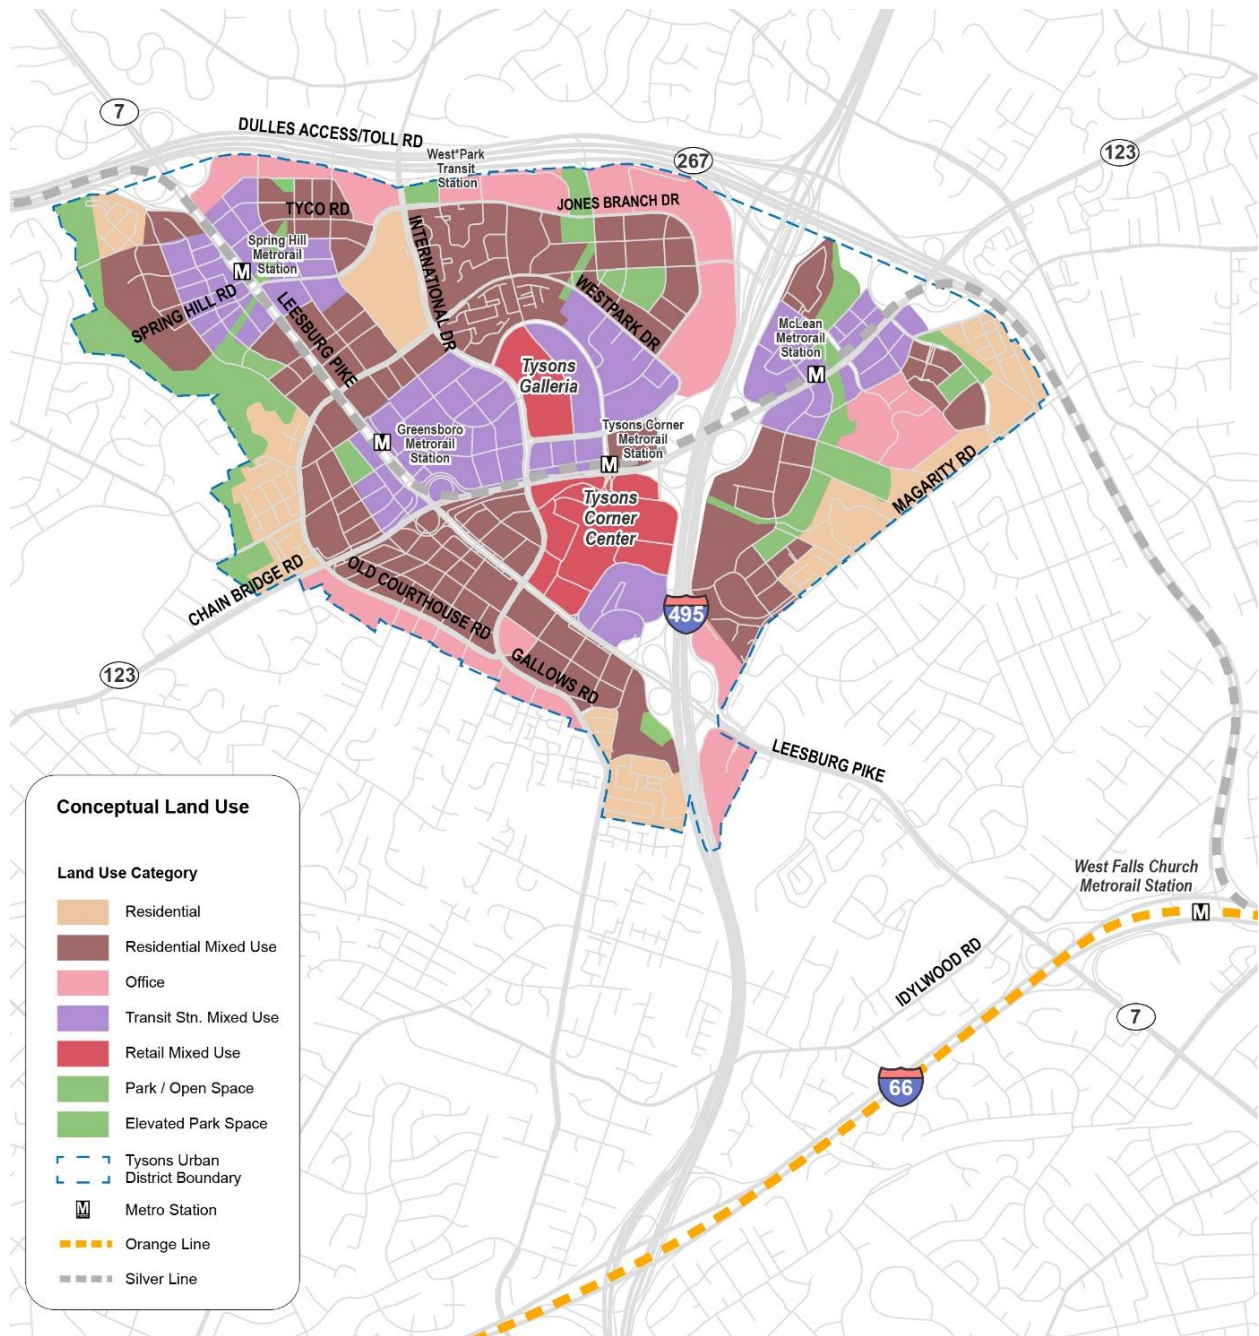 7
DULLES ACCESS/TOLL RD
West*Park
Transit
Station
267
123
TYCO RD
JONES BRANCH DR
INTERNATIONAL DR
Spring Hill
Metrorail
Station
M
SPRING HILL RD
LEESBURG PIKE
WESTPARK DR
McLean
Metrorail
Station
M
Tysons
Galleria
Greensboro
Metrorail
Station
M
Tysons Corner
Metrorail
Station
M
Tysons
Corner
Center
MAGARITY RD
CHAIN BRIDGE RD
OLD COURTHOUSE RD
495
GALLOWS RD
123
LEESBURG PIKE
West Falls Church
Metrorail Station
M
IDYLWOOD RD
7
66
Conceptual Land Use
Land Use Category
Residential
Residential Mixed Use
Office
Transit Stn. Mixed Use
Retail Mixed Use
Park / Open Space
Elevated Park Space
Tysons Urban
District Boundary
M
Metro Station
Orange Line
Silver Line